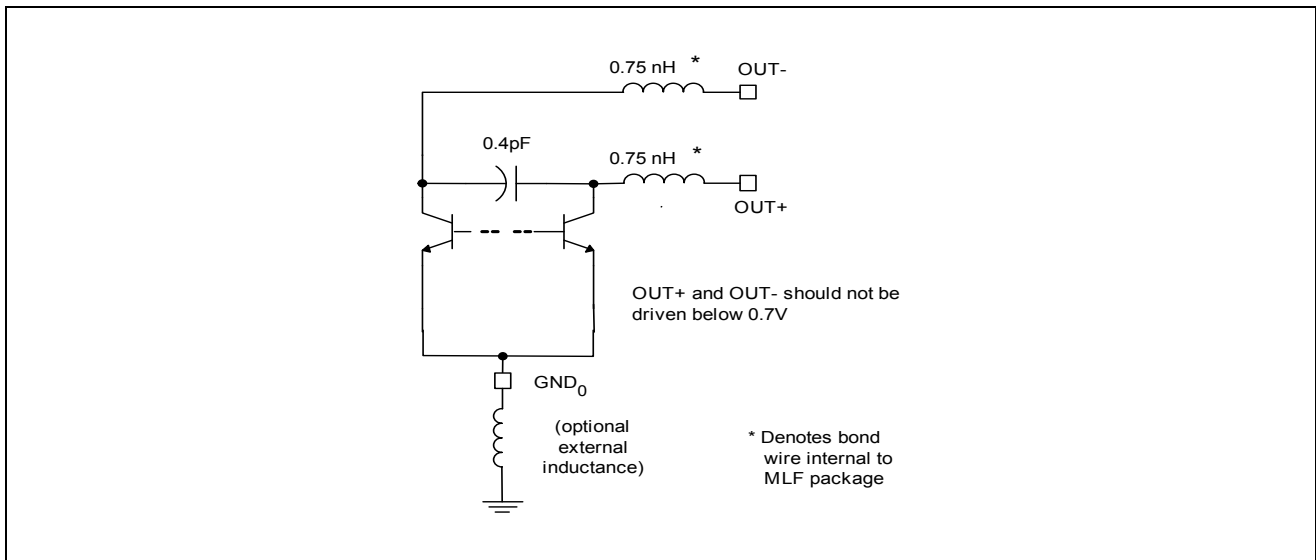 0.75 nH *
OUT-
0.4pF
0.75 nH *
OUT+
OUT+ and OUT- should not be
driven below 0.7V
GND0
(optional
external
inductance)
* Denotes bond
wire internal to
MLF package